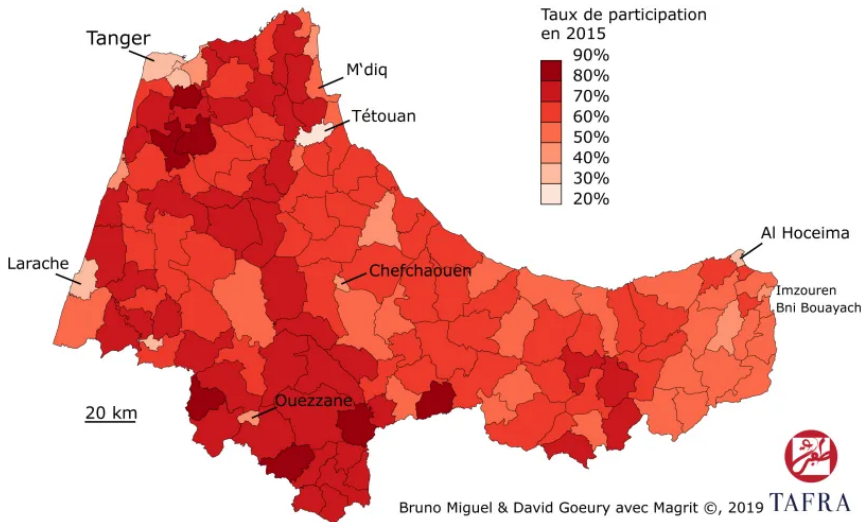 Taux de participation
en 2015
90%
80%
70%
60%
50%
40%
30%
20%
Tanger
M'diq
Tétouan
Al Hoceima
Larache
Chefchaouen
Imzouren
Bni Bouayach
Ouezzane
20 km
Bruno Miguel & David Goeury avec Magrit ©, 2019
TAFRA